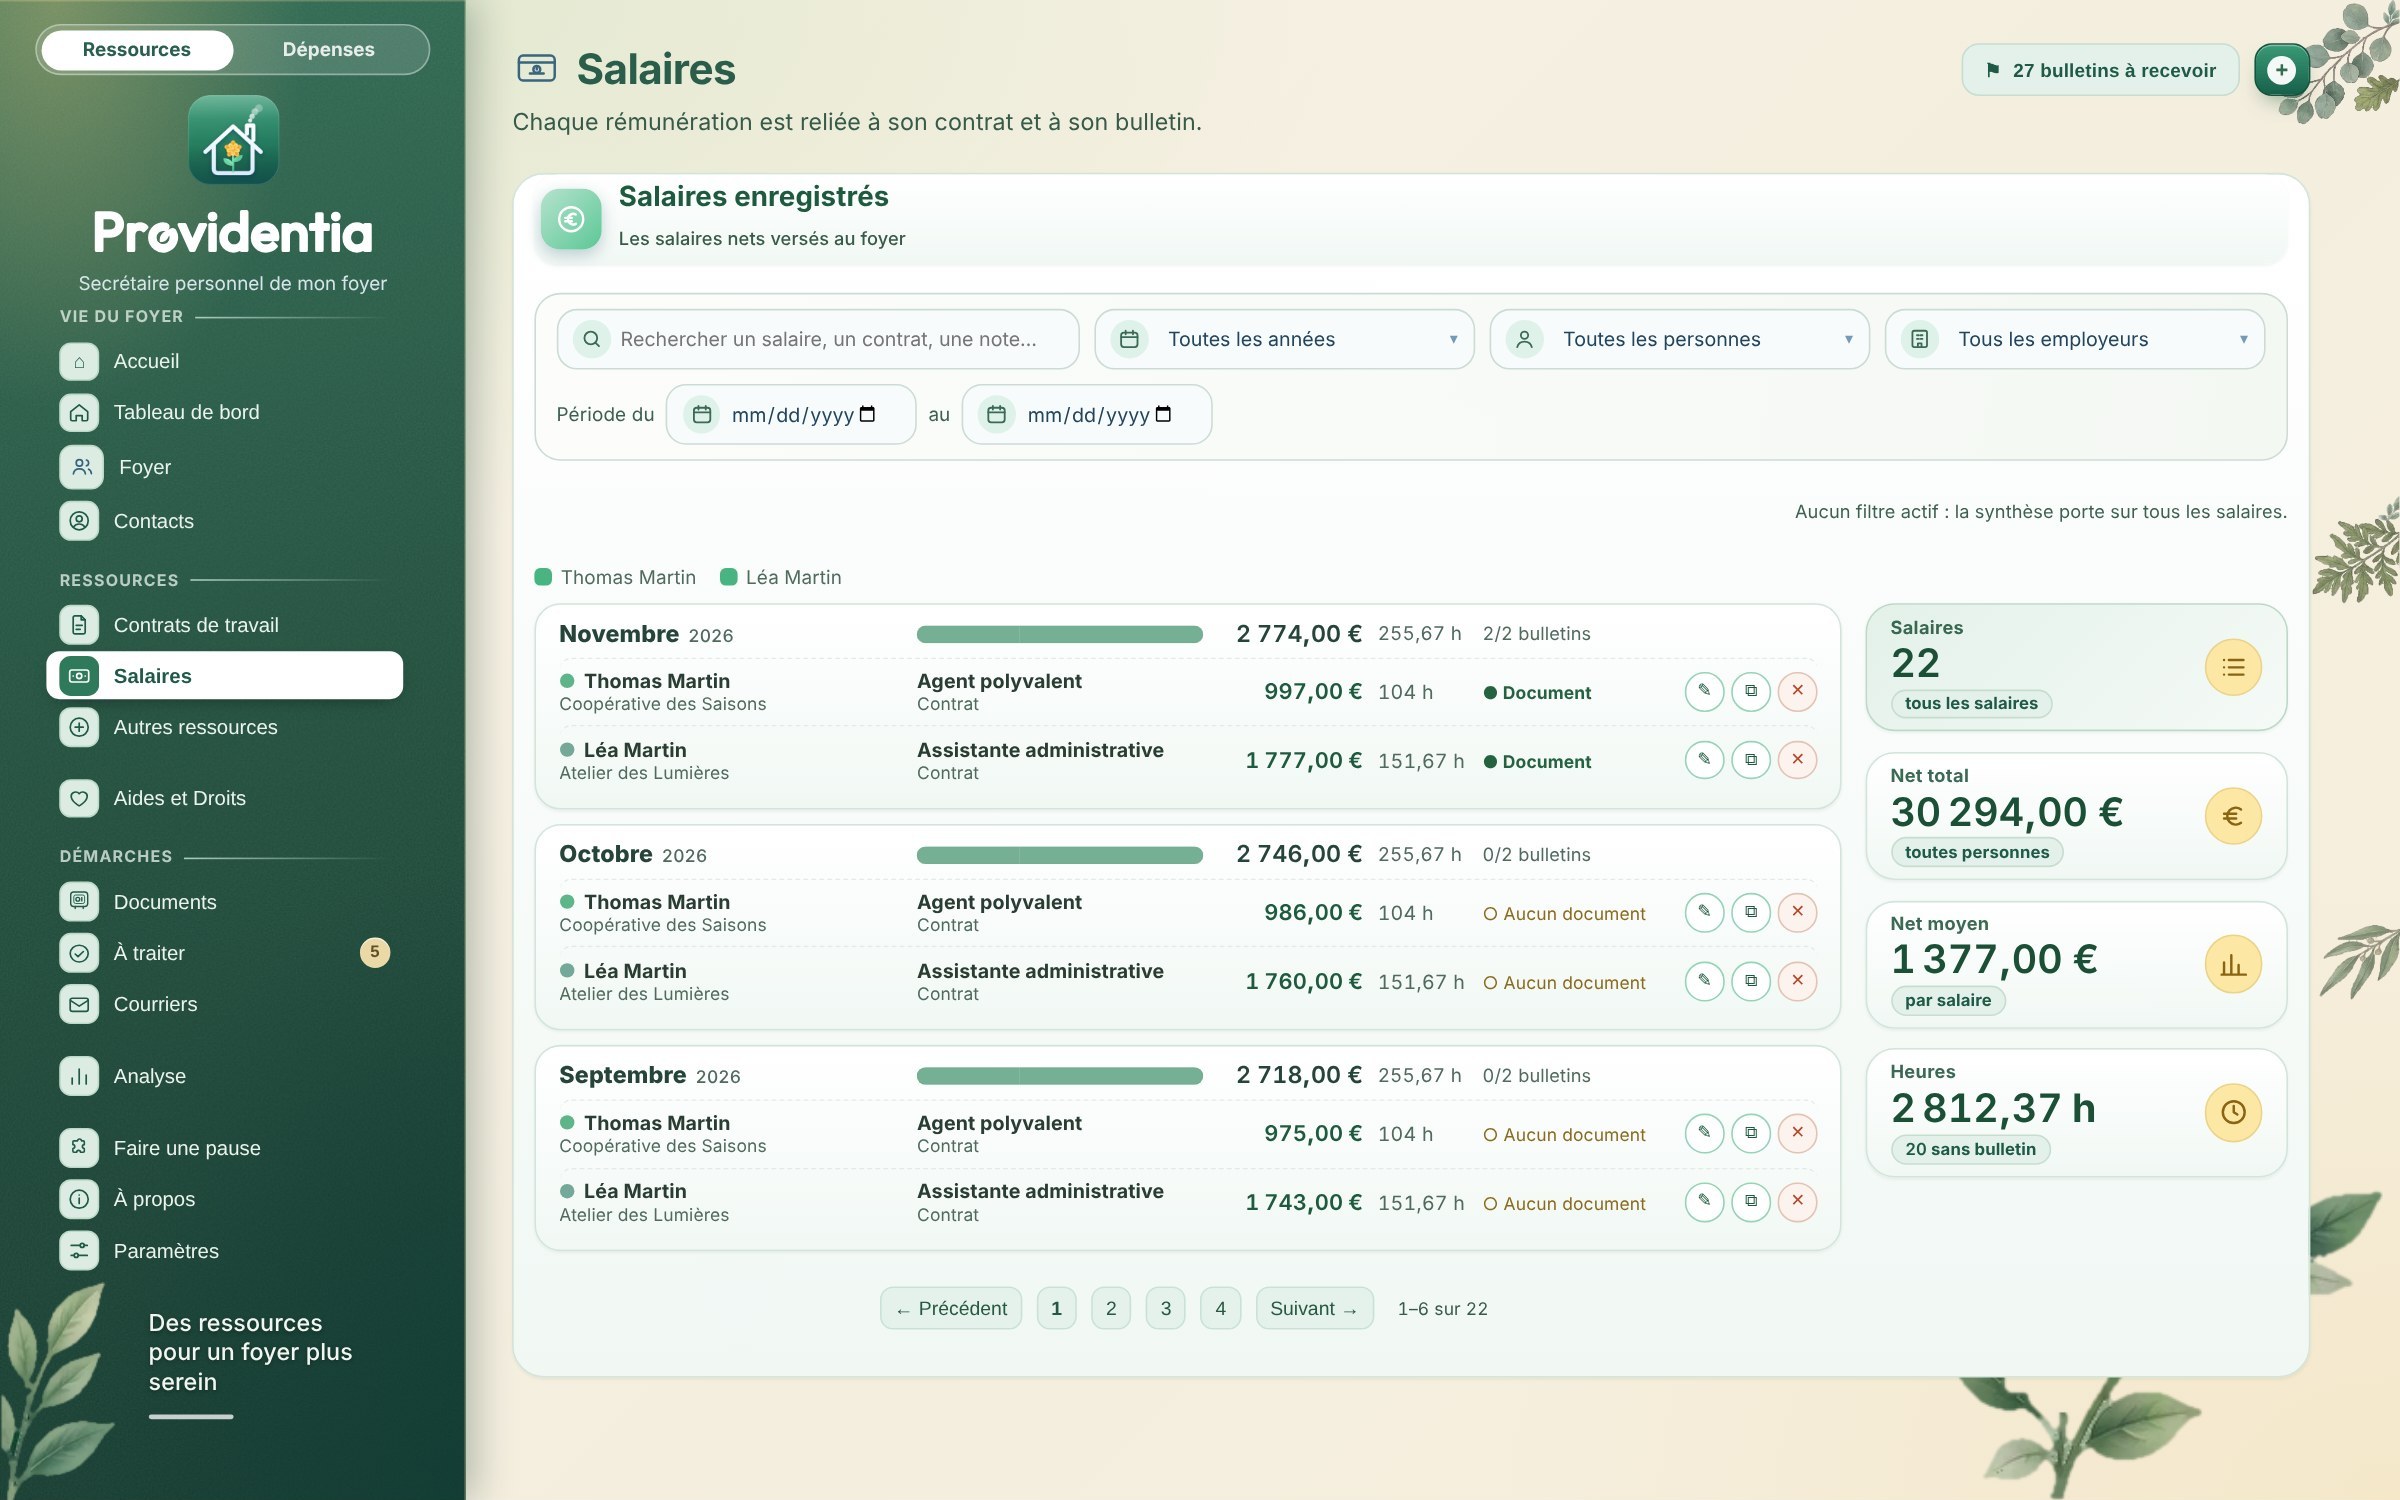 Ressources
Dépenses
Providentia
Secrétaire personnel de mon foyer
VIE DU FOYER
Accueil
Tableau de bord
Foyer
Contacts
RESSOURCES
Contrats de travail
Salaires
Autres ressources
Aides et Droits
DÉMARCHES
Documents
À traiter
5
Courriers
Analyse
Faire une pause
À propos
Paramètres
Des ressources
pour un foyer plus
serein
Salaires
Chaque rémunération est reliée à son contrat et à son bulletin.
27 bulletins à recevoir
Salaires enregistrés
Les salaires nets versés au foyer
Rechercher un salaire, un contrat, une note...
Toutes les années
Toutes les personnes
Tous les employeurs
Période du
mm/dd/yyyy
au
mm/dd/yyyy
Aucun filtre actif : la synthèse porte sur tous les salaires.
Thomas Martin
Léa Martin
Novembre 2026 2 774,00 € 255,67 h 2/2 bulletins
Thomas Martin Agent polyvalent 997,00 € 104 h Document
Coopérative des Saisons Contrat
Léa Martin Assistante administrative 1 777,00 € 151,67 h Document
Atelier des Lumières Contrat
Octobre 2026 2 746,00 € 255,67 h 0/2 bulletins
Thomas Martin Agent polyvalent 986,00 € 104 h Aucun document
Coopérative des Saisons Contrat
Léa Martin Assistante administrative 1 760,00 € 151,67 h Aucun document
Atelier des Lumières Contrat
Septembre 2026 2 718,00 € 255,67 h 0/2 bulletins
Thomas Martin Agent polyvalent 975,00 € 104 h Aucun document
Coopérative des Saisons Contrat
Léa Martin Assistante administrative 1 743,00 € 151,67 h Aucun document
Atelier des Lumières Contrat
← Précédent 1 2 3 4 Suivant → 1–6 sur 22
Salaires
22
tous les salaires
Net total
30 294,00 €
toutes personnes
Net moyen
1 377,00 €
par salaire
Heures
2 812,37 h
20 sans bulletin